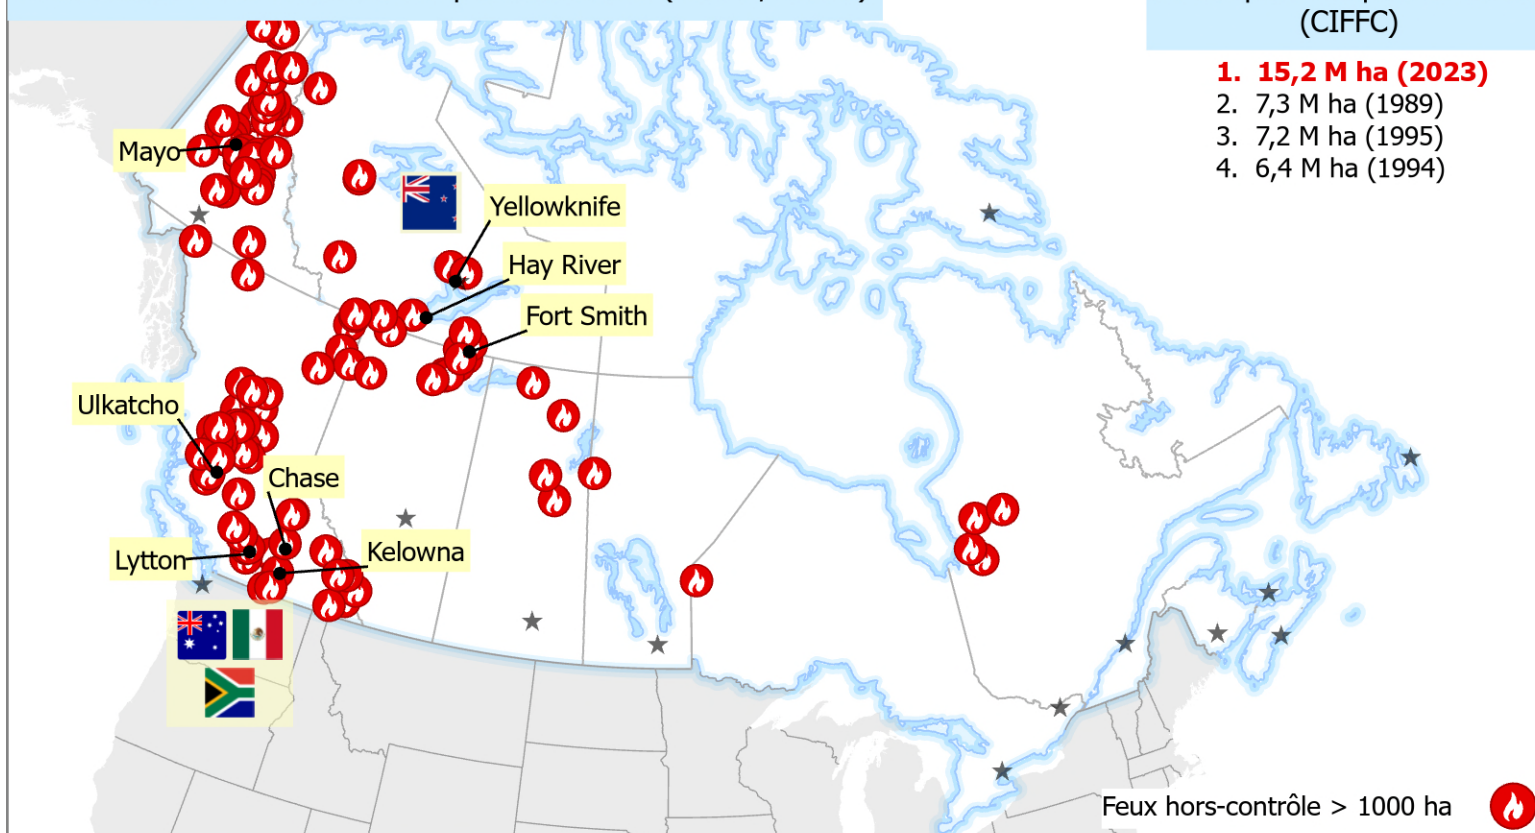 (CIFFC)
1. 15,2 M ha (2023)
2. 7,3 M ha (1989)
3. 7,2 M ha (1995)
4. 6,4 M ha (1994)
Mayo
Yellowknife
Hay River
Fort Smith
Ulkatcho
Chase
Lytton
Kelowna
Feux hors-contrôle > 1000 ha